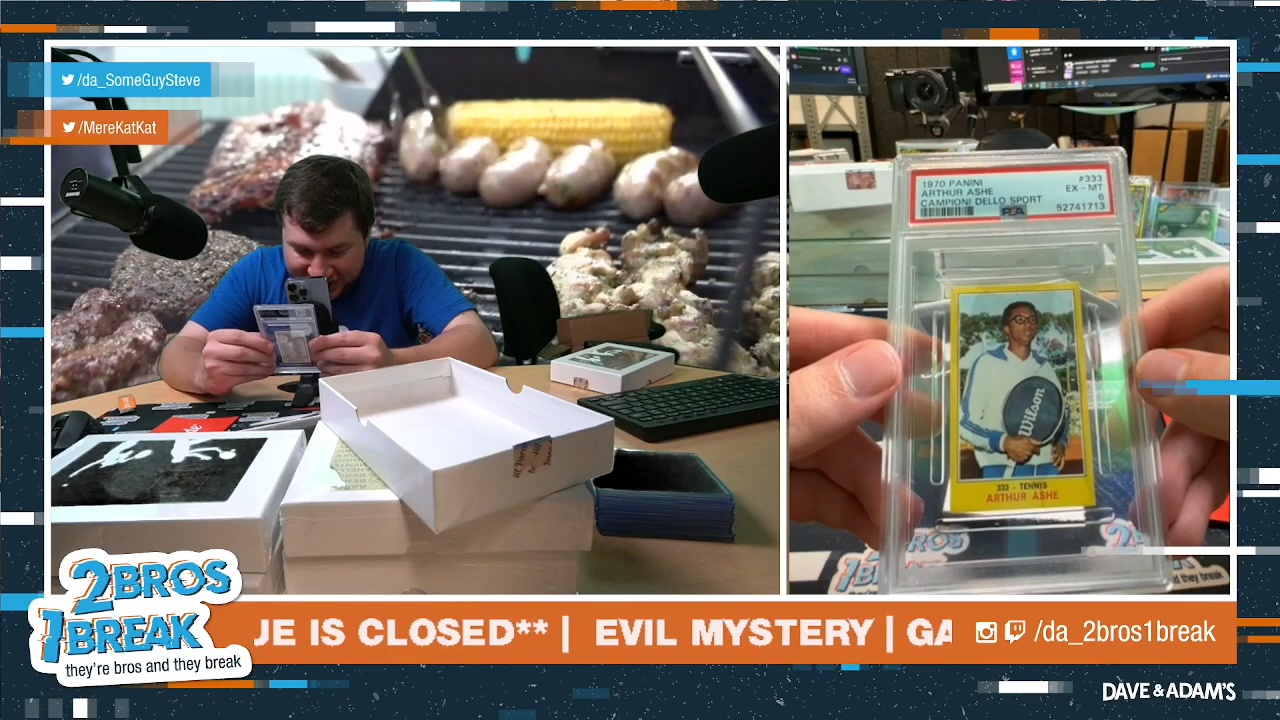 /da_SomeGuySteve
/MereKatKat
1970 PANINI #333
ARTHUR ASHE EX - MT
CAMPIONI DELLO SPORT 6
PSA 52741713
Wilson
333 - TENNIS
ARTHUR ASHE
2BROS
1BREAK
they're bros and they break
JE IS CLOSED** | EVIL MYSTERY | GA
/da_2bros1break
DAVE & ADAM'S